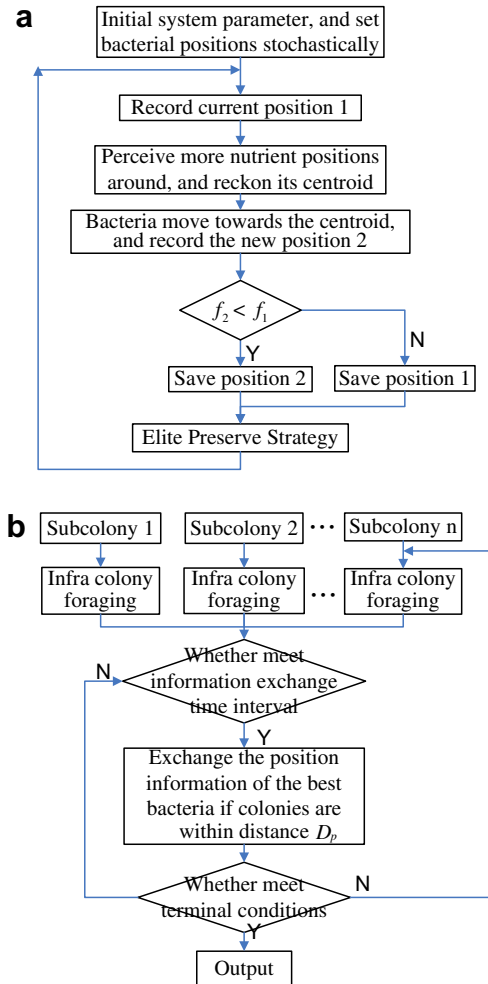 a
Initial system parameter, and set
bacterial positions stochastically
Record current position 1
Perceive more nutrient positions
around, and reckon its centroid
Bacteria move towards the centroid,
and record the new position 2
f₂ < f₁
N
Y
Save position 2
Save position 1
Elite Preserve Strategy
b
Subcolony 1
Subcolony 2
...
Subcolony n
Infra colony
foraging
Infra colony
foraging
...
Infra colony
foraging
N
Whether meet
information exchange
time interval
Y
Exchange the position
information of the best
bacteria if colonies are
within distance Dₚ
Whether meet
terminal conditions
N
Y
Output